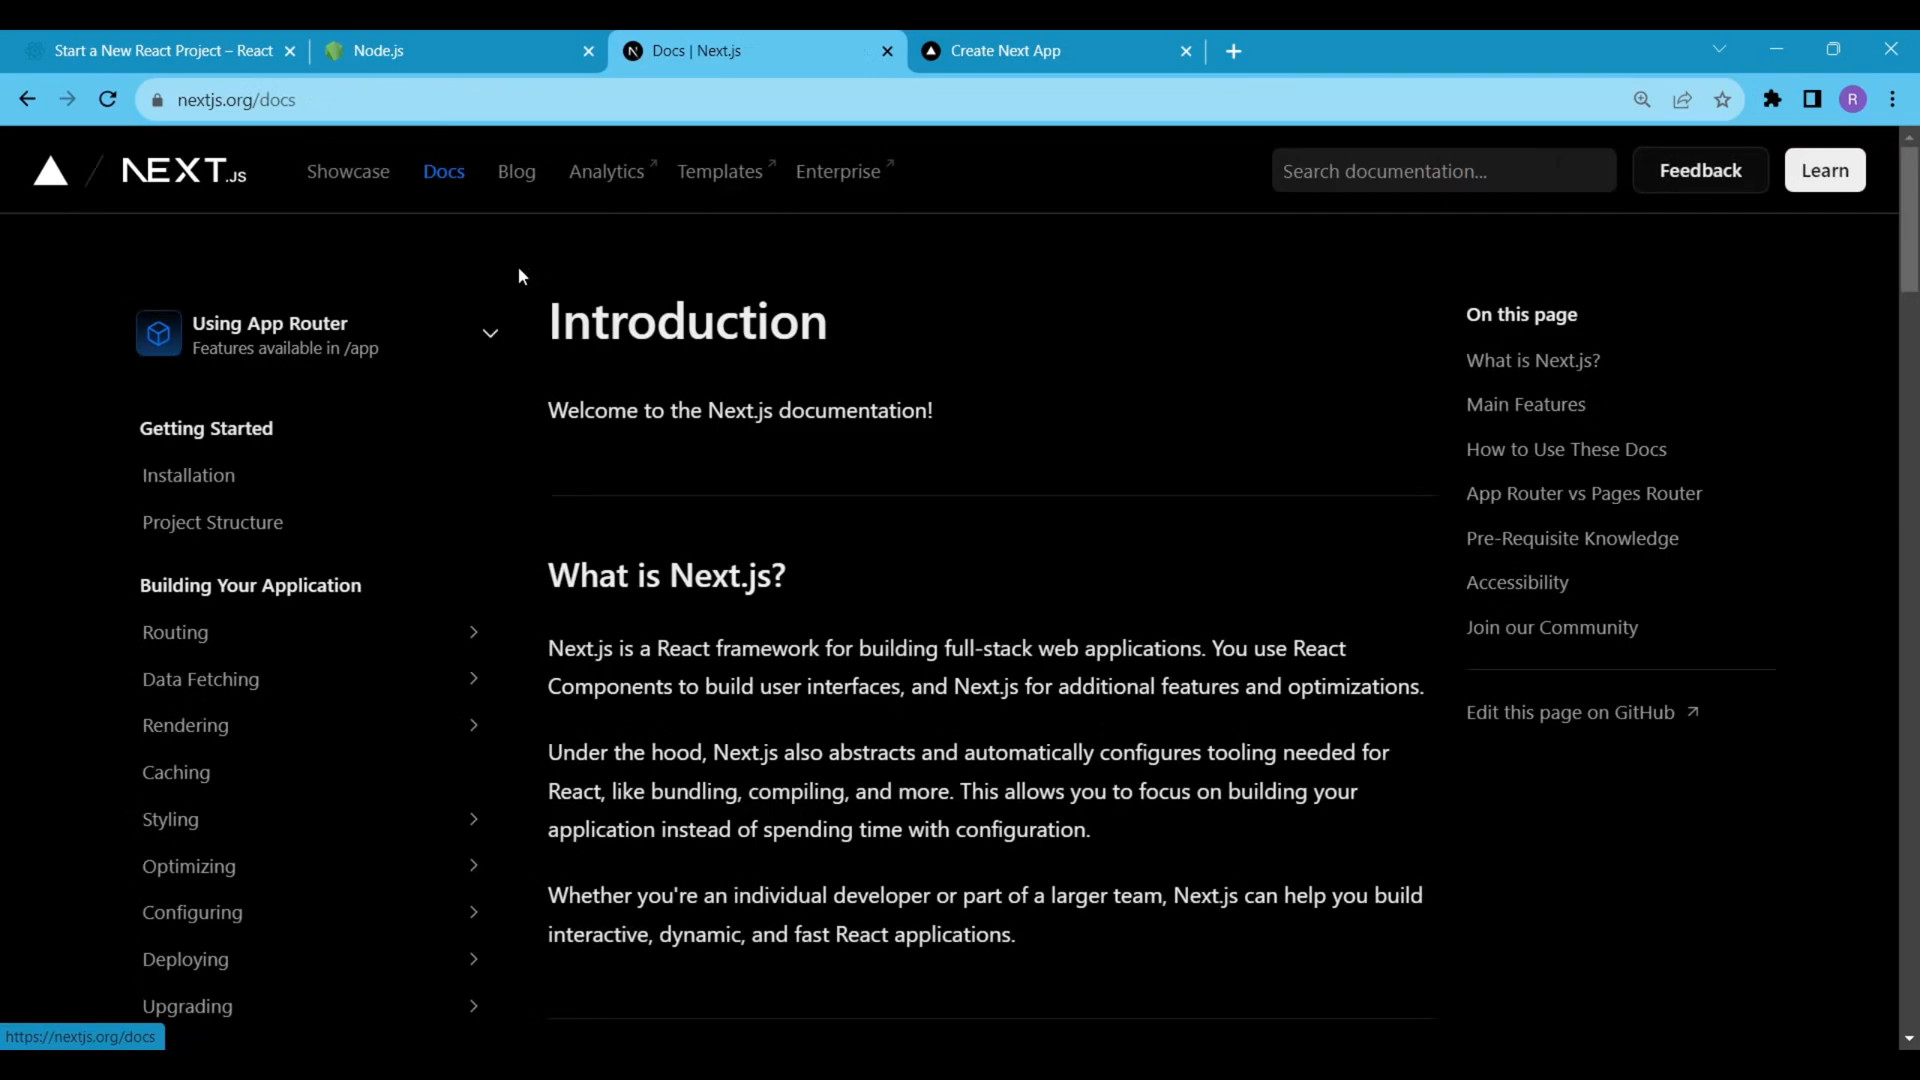 Start a New React Project – React
Node.js
Docs | Next.js
Create Next App
nextjs.org/docs
R
NEXT.JS
Showcase
Docs
Blog
Analytics
Templates
Enterprise
Search documentation...
Feedback
Learn
Using App Router
Features available in /app
Getting Started
Installation
Project Structure
Building Your Application
Routing
Data Fetching
Rendering
Caching
Styling
Optimizing
Configuring
Deploying
Upgrading
Introduction
Welcome to the Next.js documentation!
What is Next.js?
Next.js is a React framework for building full-stack web applications. You use React
Components to build user interfaces, and Next.js for additional features and optimizations.
Under the hood, Next.js also abstracts and automatically configures tooling needed for
React, like bundling, compiling, and more. This allows you to focus on building your
application instead of spending time with configuration.
Whether you're an individual developer or part of a larger team, Next.js can help you build
interactive, dynamic, and fast React applications.
On this page
What is Next.js?
Main Features
How to Use These Docs
App Router vs Pages Router
Pre-Requisite Knowledge
Accessibility
Join our Community
Edit this page on GitHub
https://nextjs.org/docs